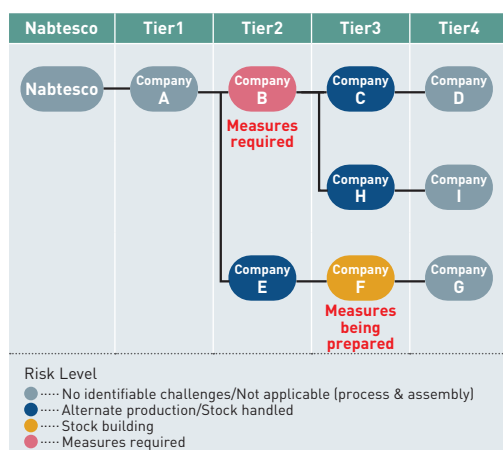 Nabtesco Tier1 Tier2 Tier3 Tier4
Nabtesco
Company
A
Company
B
Measures
required
Company
C
Company
D
Company
H
Company
I
Company
E
Company
F
Measures
being
prepared
Company
G
Risk Level
····· No identifiable challenges/Not applicable (process & assembly)
····· Alternate production/Stock handled
····· Stock building
····· Measures required